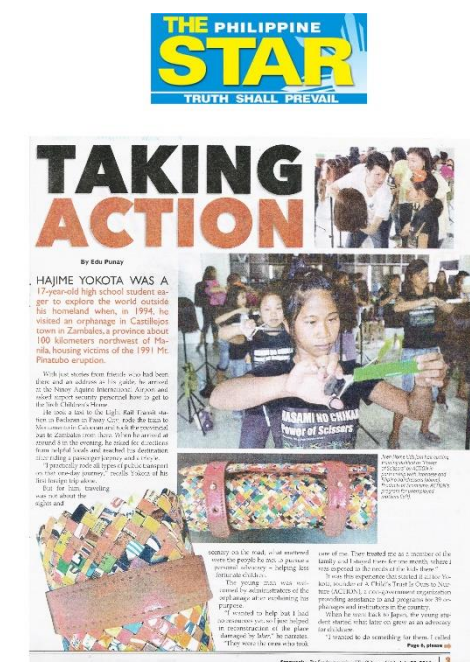 THE PHILIPPINE
STAR
TRUTH SHALL PREVAIL
TAKING
ACTION
By Edu Punay
HAJIME YOKOTA WAS A
17-year-old high school student ea-
ger to explore the world outside
his homeland when, in 1994, he
visited an orphanage in Castillejos
town in Zambales, a province about
100 kilometers northwest of Ma-
nila, housing victims of the 1991 Mt.
Pinatubo eruption.
With just stories from friends who had been
there and an address as his guide, he arrived
at the Ninoy Aquino International Airport and
asked airport security personnel how to get
to the Children's Home.
He took a taxi to the Light Rail Transit sta-
tion in Baclaran in Pasay City, rode the train to
Monumento in Caloocan and took the provincial
bus to Zambales from there. When he arrived at
around 8 in the evening, he asked for directions
from helpful locals and reached his destination
after riding a passenger jeepney and a tricycle.
"I practically rode all types of public transport
on that one-day journey," recalls Yokota of his
first foreign trip alone.
But for him, traveling
was not about the
sights and
scenery on the road, what mattered
were the people he met,
personal advocacy – helping less
fortunate children.
The young man was wel-
comed by administrators of the
orphanage after explaining his
purpose.
"I wanted to help but I had
no resources yet so I just helped
in reconstruction of the place
damaged by lahar," he narrates.
"They were the ones who took
care of me. They treated me as a member of the
family and I stayed there for one month, where I
was exposed to the needs of the kids there."
It was this experience that started it all for Yo-
kota, founder of A Child's Trust Is Ours to Nur-
ture (ACTION), a non-government organization
providing assistance to and programs for 39 or-
phanages and institutions in the country.
When he went back to Japan, the young stu-
dent started what later on grew as an advocacy
for children.
"I wanted to do something for them. I called
Page 6, please
HASAMI NO CHIKARA
Power of Scissors